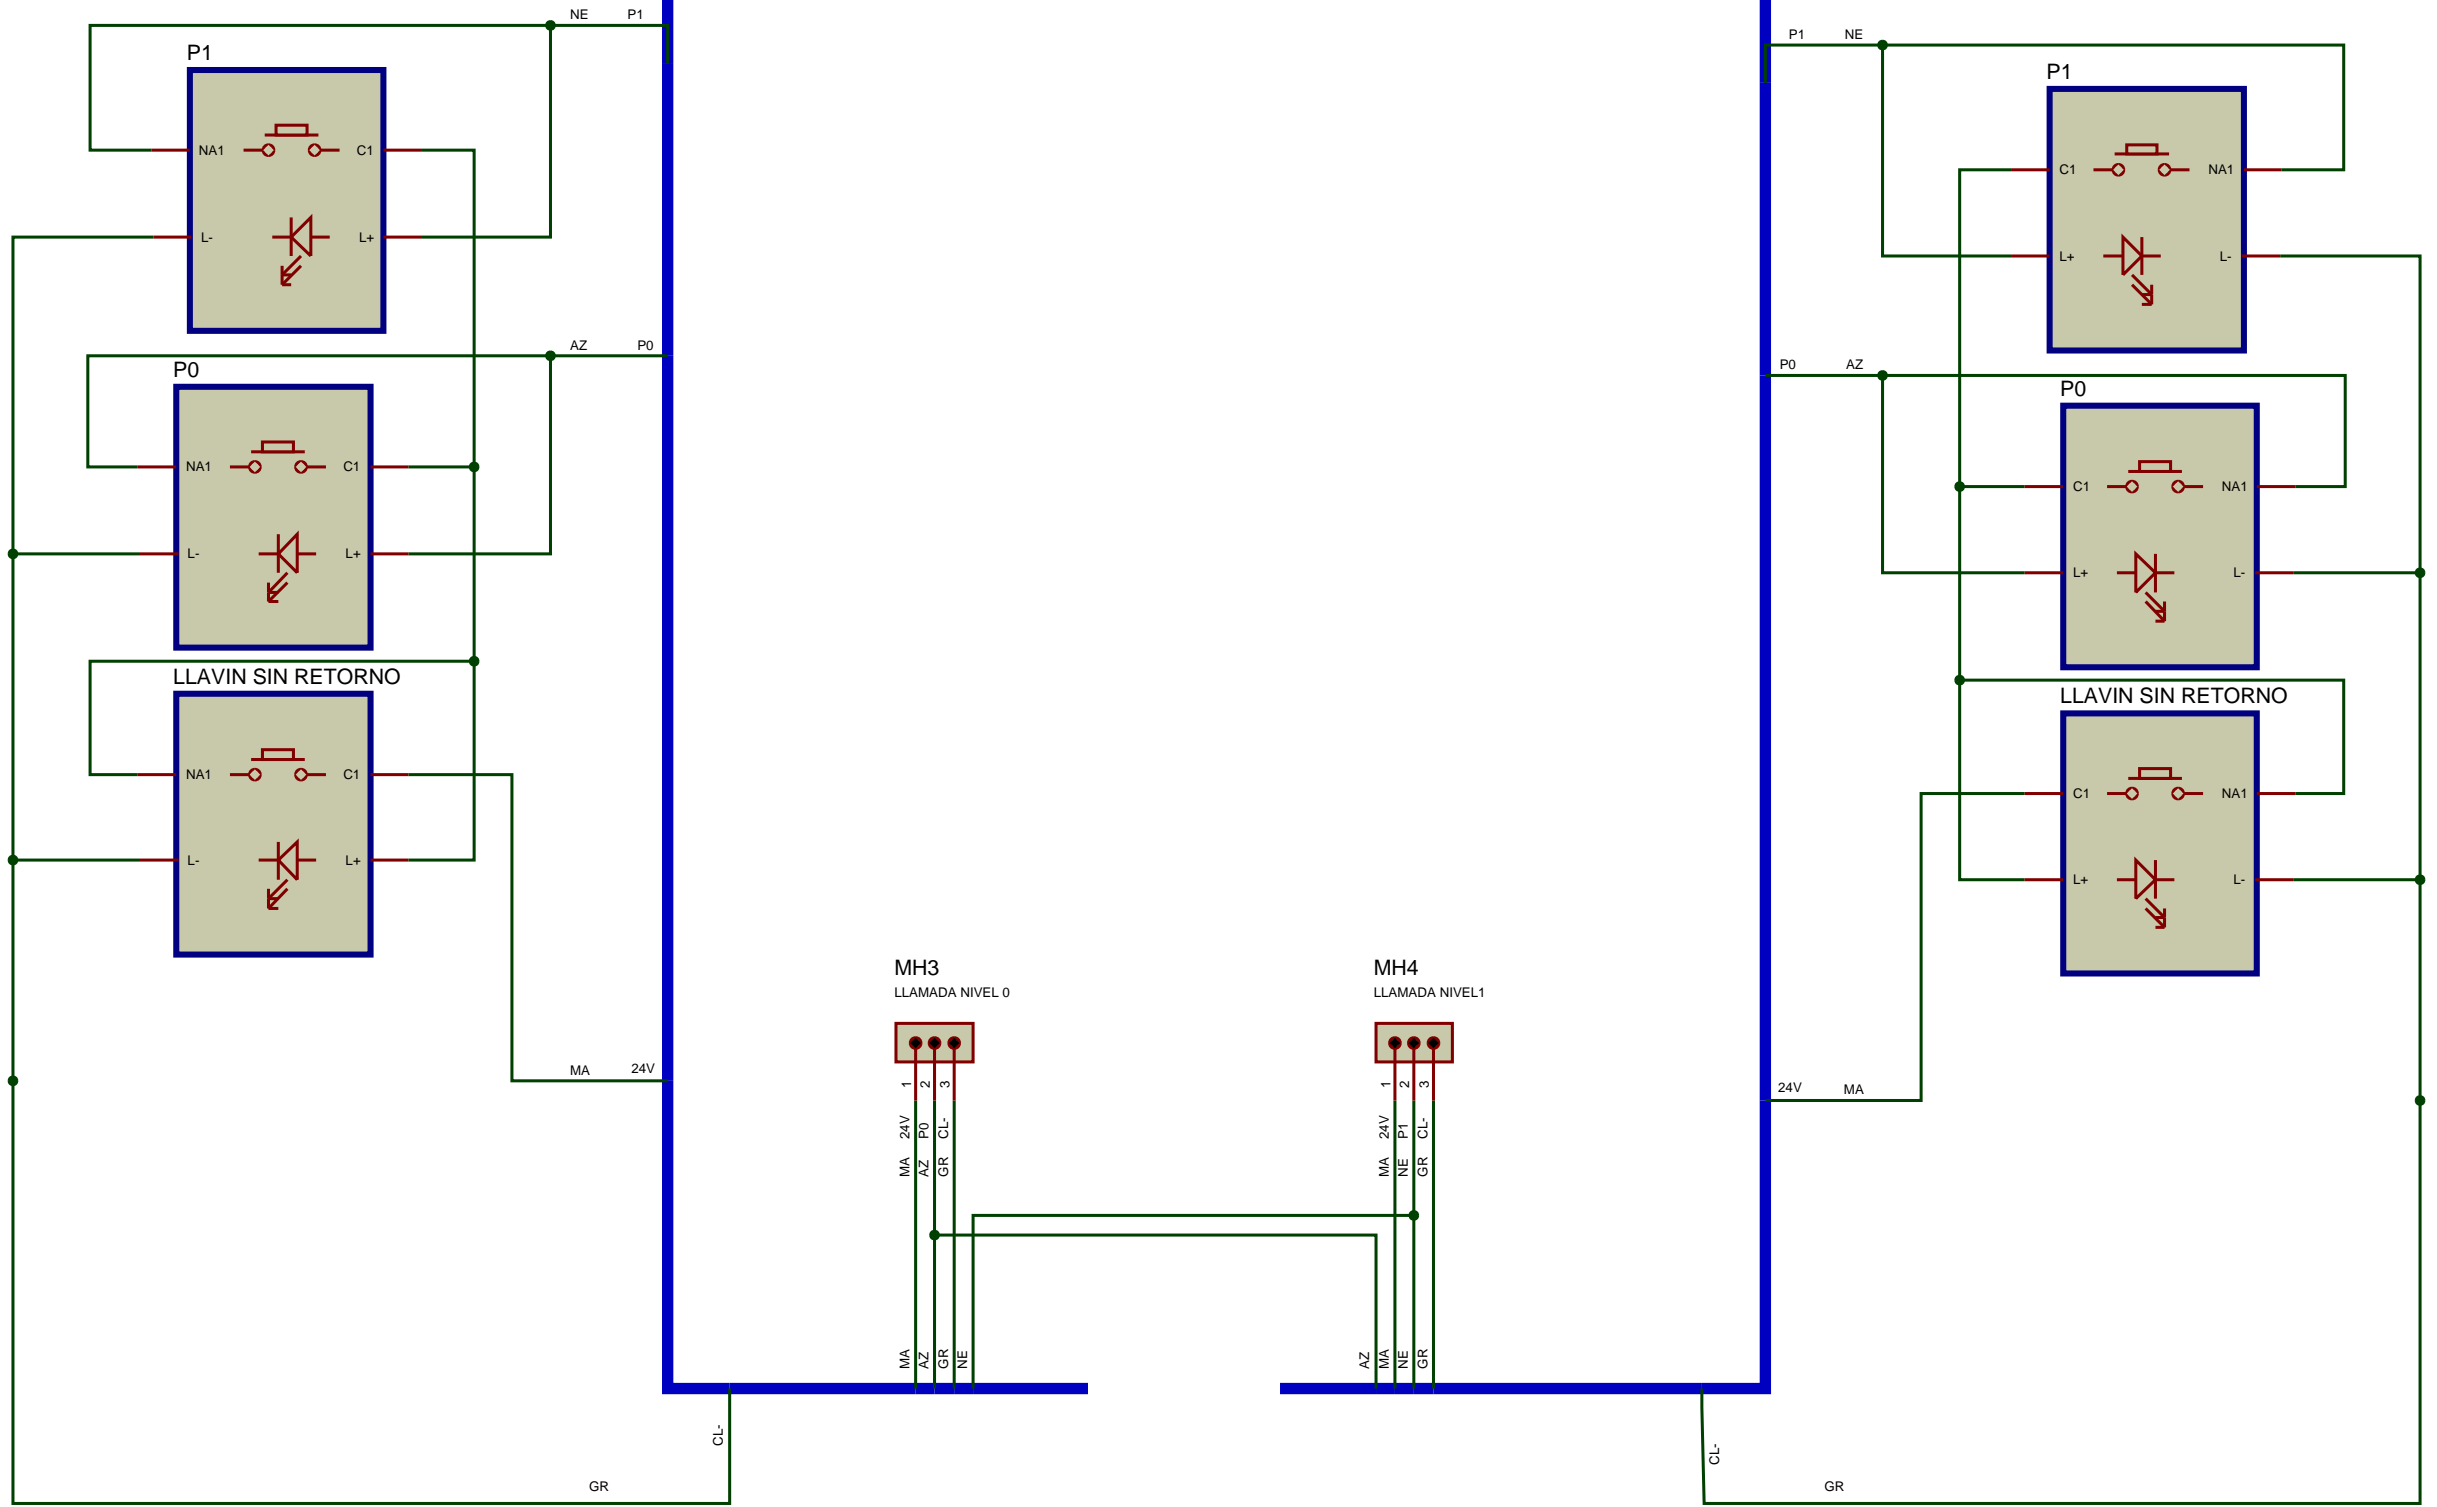 NE P1
P1
NA1 C1
L- L+
AZ P0
P0
NA1 C1
L- L+
LLAVIN SIN RETORNO
NA1 C1
L- L+
MA 24V
CL-
GR
MH3
LLAMADA NIVEL 0
1 2 3
24V P0 CL-
MA AZ GR
MA AZ GR NE
MH4
LLAMADA NIVEL1
1 2 3
24V P1 CL-
MA NE GR
AZ MA NE GR
P1 NE
P1
C1 NA1
L+ L-
P0 AZ
P0
C1 NA1
L+ L-
LLAVIN SIN RETORNO
C1 NA1
L+ L-
24V MA
CL-
GR